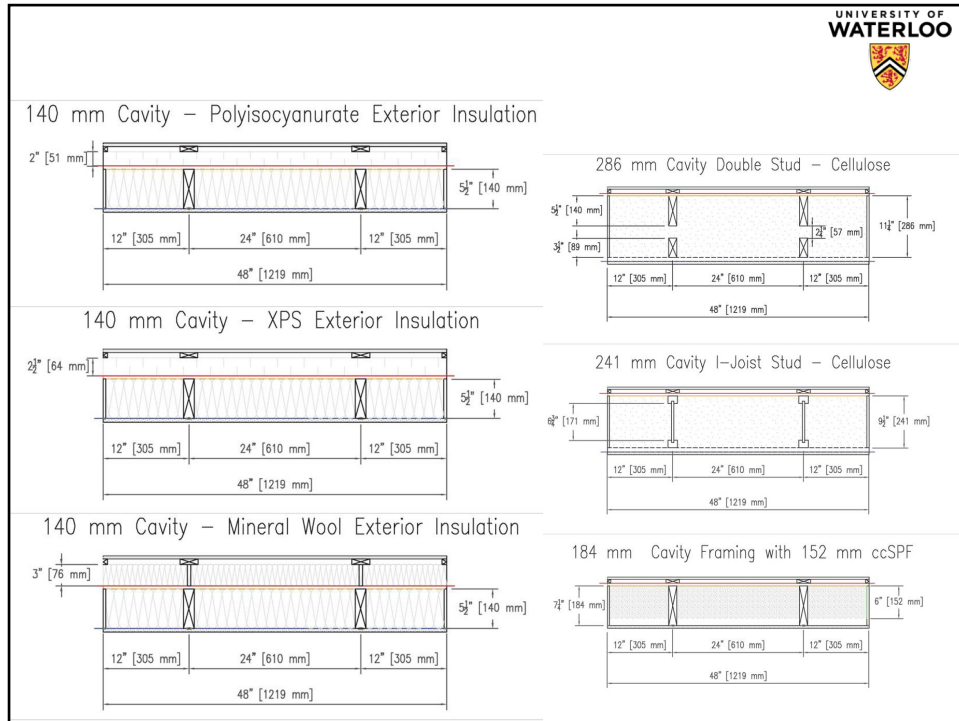 UNIVERSITY OF
WATERLOO
140 mm Cavity – Polyisocyanurate Exterior Insulation
2" [51 mm]
5½" [140 mm]
12" [305 mm] 24" [610 mm] 12" [305 mm]
48" [1219 mm]
140 mm Cavity – XPS Exterior Insulation
2½" [64 mm]
5½" [140 mm]
12" [305 mm] 24" [610 mm] 12" [305 mm]
48" [1219 mm]
140 mm Cavity – Mineral Wool Exterior Insulation
3" [76 mm]
5½" [140 mm]
12" [305 mm] 24" [610 mm] 12" [305 mm]
48" [1219 mm]
286 mm Cavity Double Stud – Cellulose
5½" [140 mm]
2¼" [57 mm]
11¼" [286 mm]
3½" [89 mm]
12" [305 mm] 24" [610 mm] 12" [305 mm]
48" [1219 mm]
241 mm Cavity I–Joist Stud – Cellulose
[171 mm]
9½" [241 mm]
12" [305 mm] 24" [610 mm] 12" [305 mm]
48" [1219 mm]
184 mm Cavity Framing with 152 mm ccSPF
7¼" [184 mm]
6" [152 mm]
12" [305 mm] 24" [610 mm] 12" [305 mm]
48" [1219 mm]